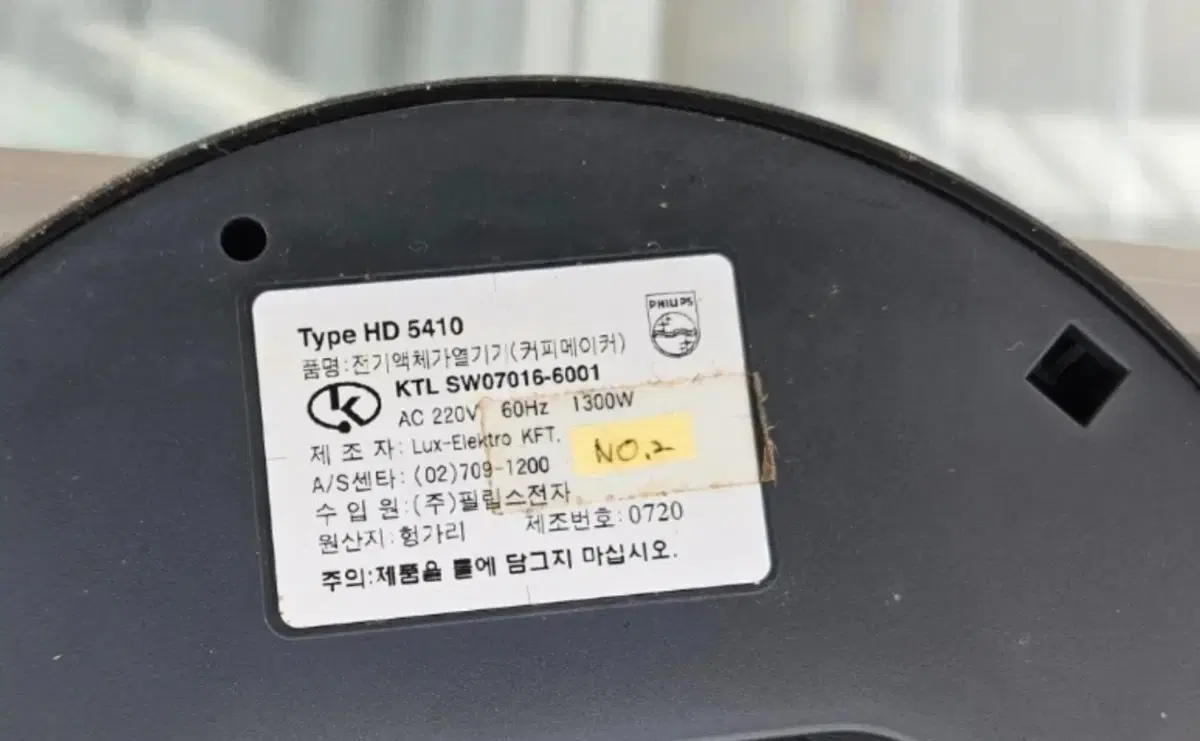 Type HD 5410
PHILIPS
품명:전기액체가열기기(커피메이커)
KTL SW07016-6001
AC 220V 60Hz 1300W
제 조 자: Lux-Elektro KFT.
NO.2
A/S센타: (02)709-1200
수 입 원:(주)필립스전자
원산지:헝가리 제조번호:0720
주의:제품을 물에 담그지 마십시오.